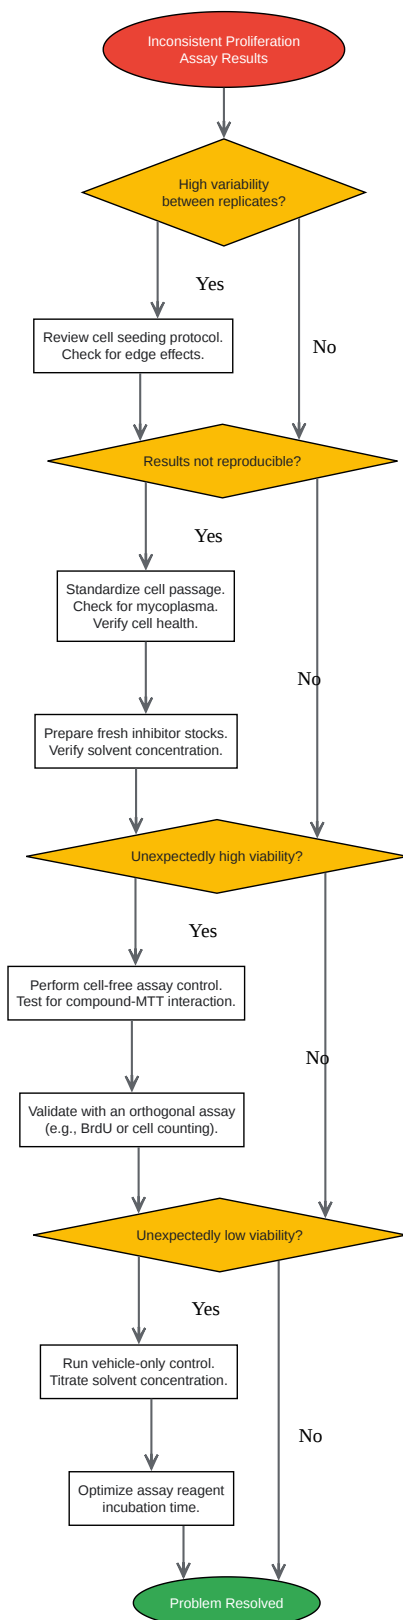 Inconsistent Proliferation
Assay Results
High variability
between replicates?
Yes
No
Review cell seeding protocol.
Check for edge effects.
Results not reproducible?
Yes
Standardize cell passage.
Check for mycoplasma.
Verify cell health.
No
Prepare fresh inhibitor stocks.
Verify solvent concentration.
Unexpectedly high viability?
Yes
Perform cell-free assay control.
Test for compound-MTT interaction.
No
Validate with an orthogonal assay
(e.g., BrdU or cell counting).
Unexpectedly low viability?
Yes
Run vehicle-only control.
Titrate solvent concentration.
No
Optimize assay reagent
incubation time.
Problem Resolved